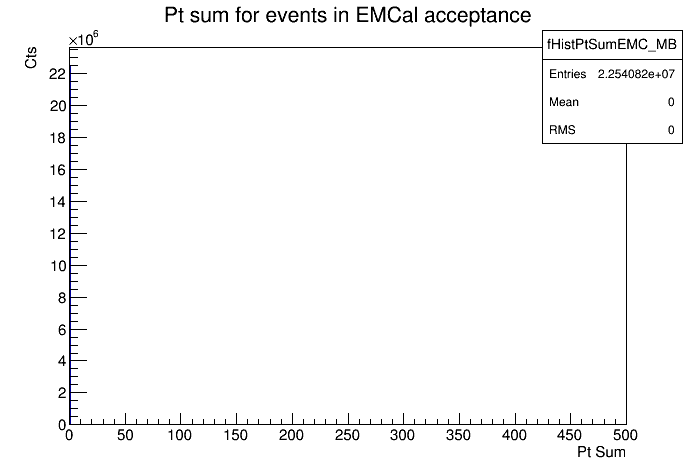 Pt sum for events in EMCal acceptance
×10⁶
Cts
fHistPtSumEMC_MB
Entries 2.254082e+07
Mean 0
RMS 0
22
20
18
16
14
12
10
8
6
4
2
0
0 50 100 150 200 250 300 350 400 450 500
Pt Sum